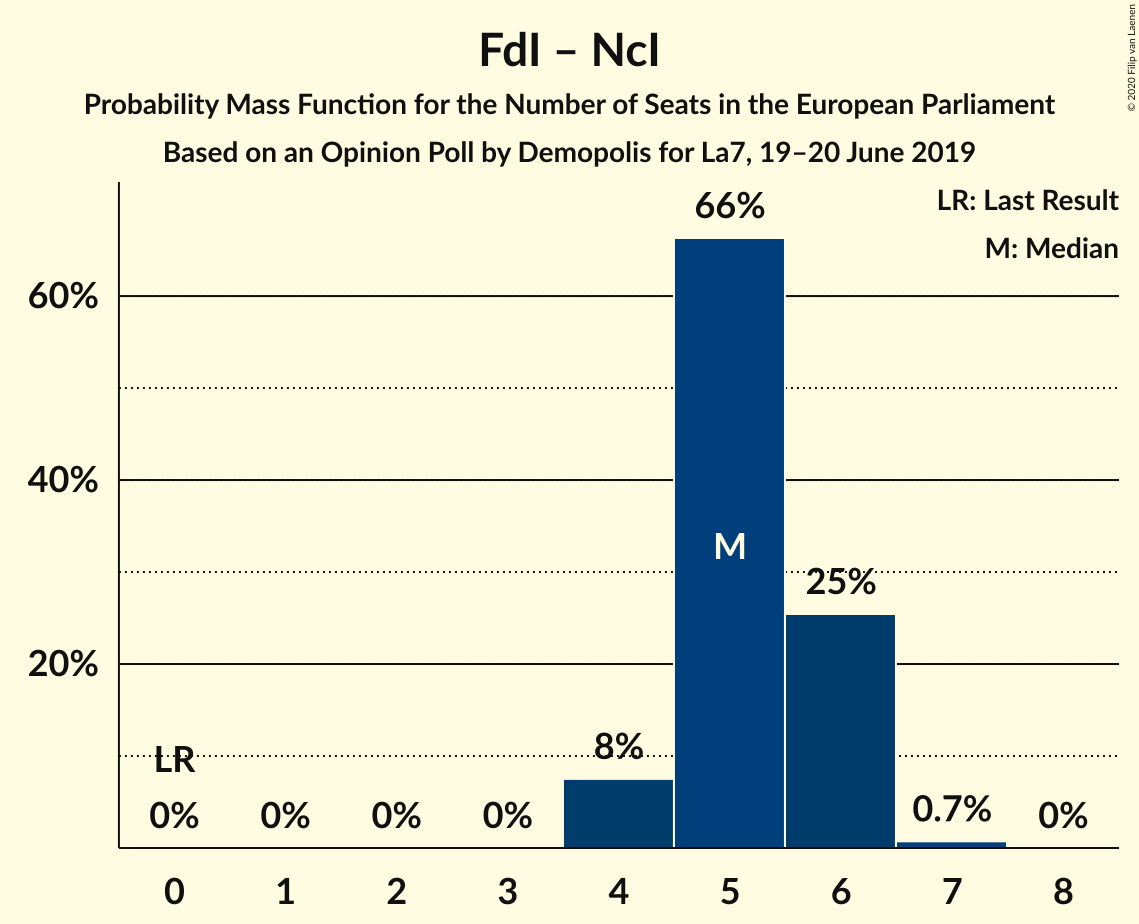 FdI – NcI
Probability Mass Function for the Number of Seats in the European Parliament
Based on an Opinion Poll by Demopolis for La7, 19–20 June 2019
© 2020 Filip van Laenen
LR: Last Result
M: Median
66%
60%
40%
M
25%
20%
8%
LR
0%
0%
0%
0%
0.7%
0%
0 1 2 3 4 5 6 7 8